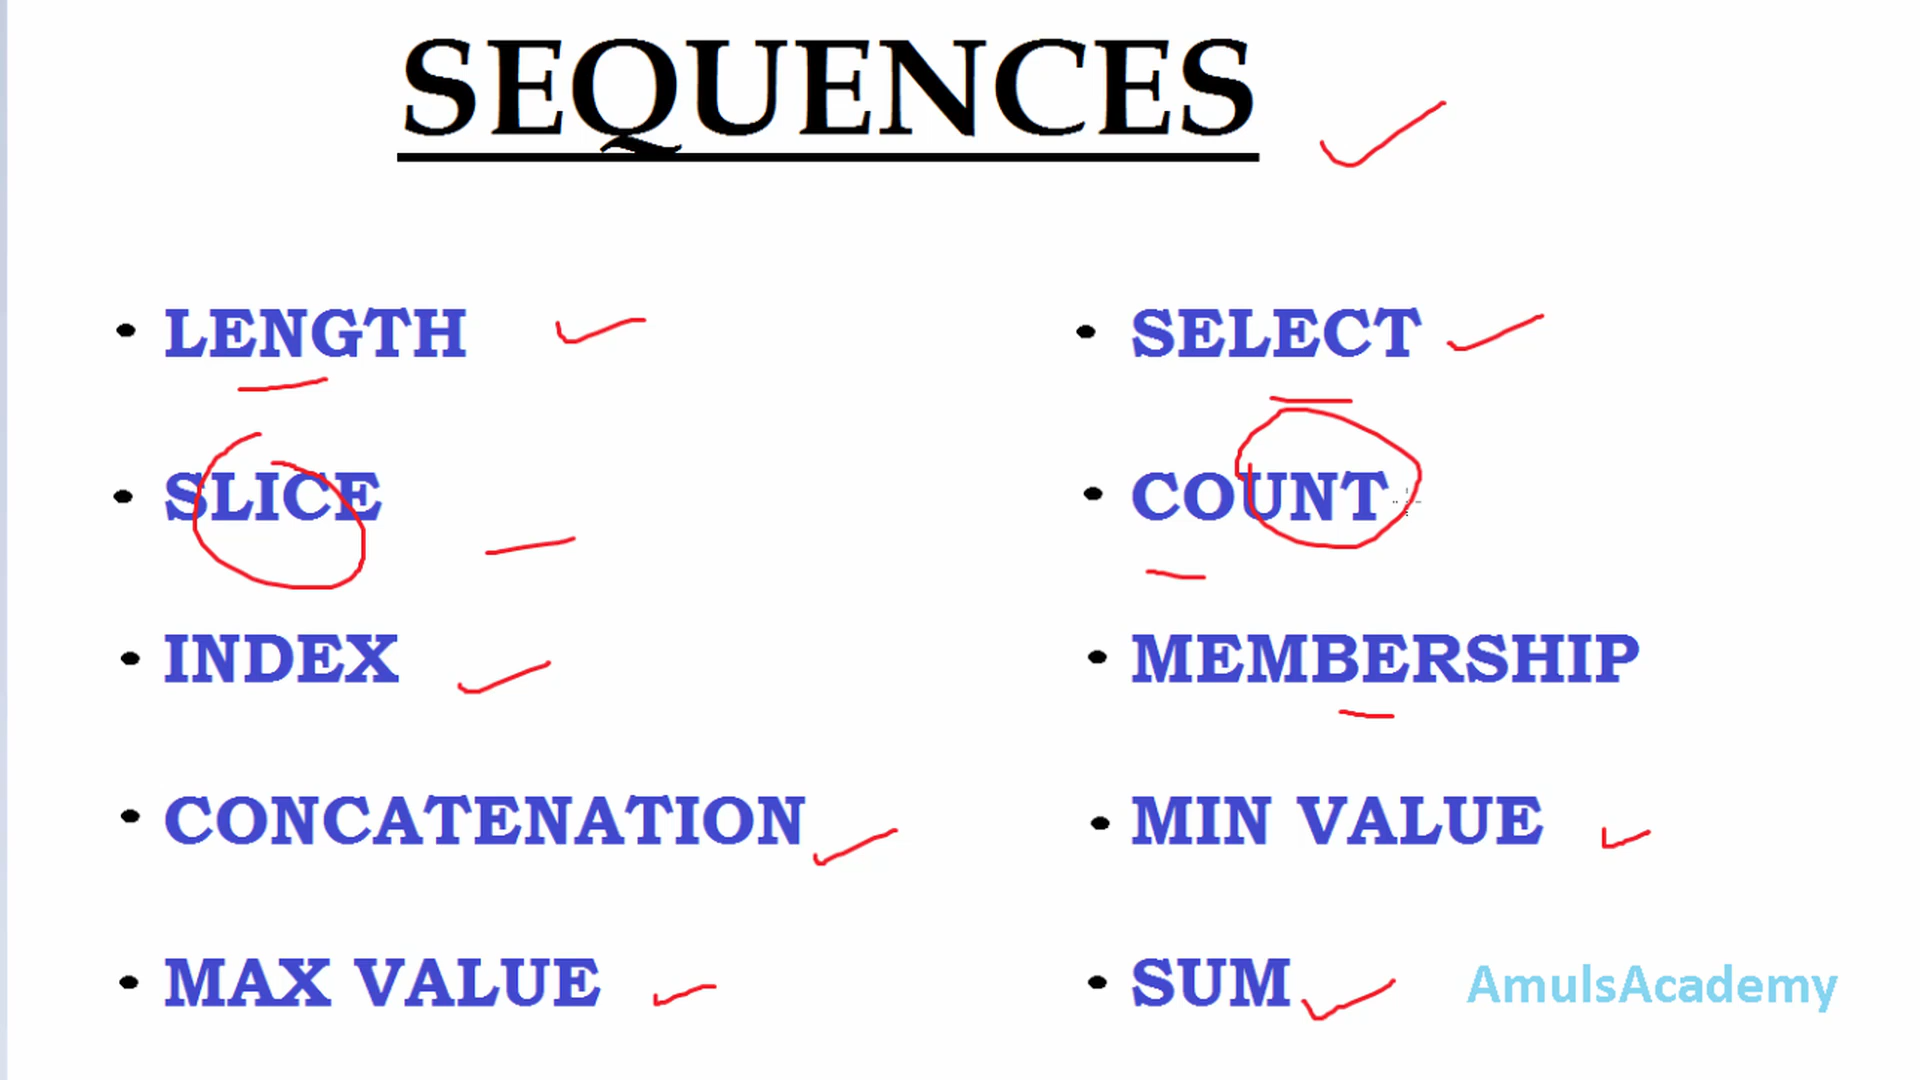 SEQUENCES
• LENGTH
• SLICE
• INDEX
• CONCATENATION
• MAX VALUE
• SELECT
• COUNT
• MEMBERSHIP
• MIN VALUE
• SUM
AmulsAcademy